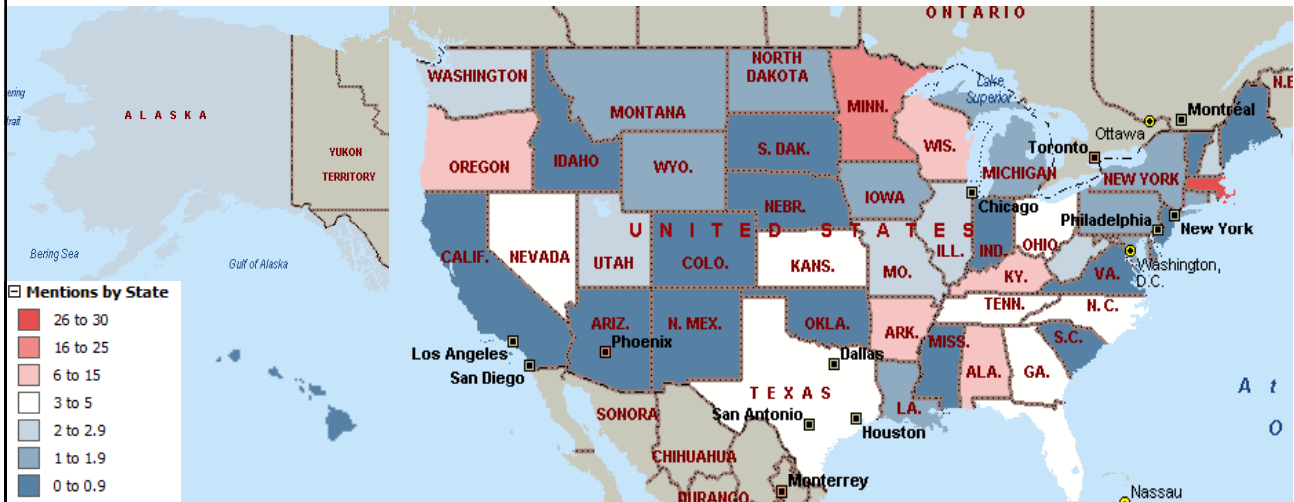 ONTARIO
N.E
WASHINGTON
NORTH
DAKOTA
Lake
Superior
ering
trait
ALASKA
MONTANA
MINN.
Montréal
Ottawa
YUKON
TERRITORY
OREGON
IDAHO
WYO.
S. DAK.
WIS.
Toronto
MICHIGAN
NEW YORK
IOWA
NEBR.
Chicago
Philadelphia
New York
UNITED STATES
Bering Sea
Gulf of Alaska
CALIF.
NEVADA
UTAH
COLO.
KANS.
MO.
ILL.
IND.
OHIO
Washington,
D.C.
KY.
VA.
TENN.
N. C.
Mentions by State
26 to 30
16 to 25
6 to 15
3 to 5
2 to 2.9
1 to 1.9
0 to 0.9
ARIZ.
Phoenix
N. MEX.
OKLA.
ARK.
MISS.
S.C.
Los Angeles
San Diego
Dallas
ALA.
GA.
TEXAS
SONORA
San Antonio
Houston
LA.
A t
O
CHIHUAHUA
Monterrey
DURANGO
Nassau